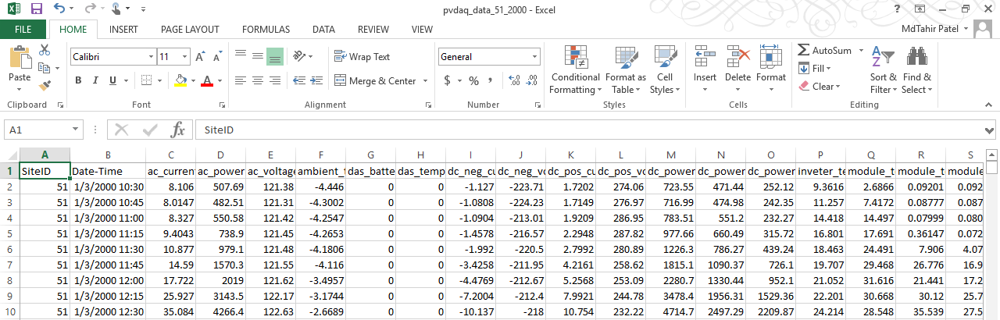 pvdaq_data_51_2000 - Excel
FILE HOME INSERT PAGE LAYOUT FORMULAS DATA REVIEW VIEW MdTahir Patel
Paste
Clipboard
Calibri 11
B I U A
Font
Wrap Text
Merge & Center
Alignment
General
$ % ,
Number
Conditional Formatting
Format as Table
Cell Styles
Styles
Insert Delete Format
Cells
AutoSum
Fill
Clear
Sort & Filter
Find & Select
Editing
A1 fx SiteID
A B C D E F G H I J K L M N O P Q R S
1 SiteID Date-Time ac_current ac_power ac_voltage ambient_t das_batte das_temp dc_neg_cu dc_neg_vo dc_pos_cu dc_pos_vo dc_power dc_power dc_power inveter_te module_t module_t module
2 51 1/3/2000 10:30 8.106 507.69 121.38 -4.446 0 0 -1.127 -223.71 1.7202 274.06 723.55 471.44 252.12 9.3616 2.6866 0.09201 0.092
3 51 1/3/2000 10:45 8.0147 482.51 121.31 -4.3002 0 0 -1.0808 -224.23 1.7149 276.97 716.99 474.98 242.35 11.257 7.4172 0.08777 0.087
4 51 1/3/2000 11:00 8.327 550.58 121.42 -4.2547 0 0 -1.0904 -213.01 1.9209 286.95 783.51 551.2 232.27 14.418 14.497 0.07999 0.080
5 51 1/3/2000 11:15 9.4043 738.9 121.45 -4.2653 0 0 -1.4578 -216.57 2.2948 287.82 977.66 660.49 315.72 16.801 17.691 0.36147 0.072
6 51 1/3/2000 11:30 10.877 979.1 121.48 -4.1806 0 0 -1.992 -220.5 2.7992 280.89 1226.3 786.27 439.24 18.463 24.491 7.906 4.07
7 51 1/3/2000 11:45 14.59 1570.3 121.55 -4.116 0 0 -3.4258 -211.95 4.2161 258.62 1815.1 1090.37 726.1 19.707 29.468 26.776 16.9
8 51 1/3/2000 12:00 17.722 2019 121.62 -3.4957 0 0 -4.4769 -212.67 5.2568 253.09 2280.7 1330.44 952.1 21.052 31.616 21.441 17.2
9 51 1/3/2000 12:15 25.927 3143.5 122.17 -3.1744 0 0 -7.2004 -212.4 7.9921 244.78 3478.4 1956.31 1529.36 22.201 30.668 30.12 25.7
10 51 1/3/2000 12:30 35.084 4266.4 122.63 -2.6689 0 0 -10.137 -218 10.754 232.22 4714.7 2497.29 2209.87 24.214 28.548 35.539 27.5